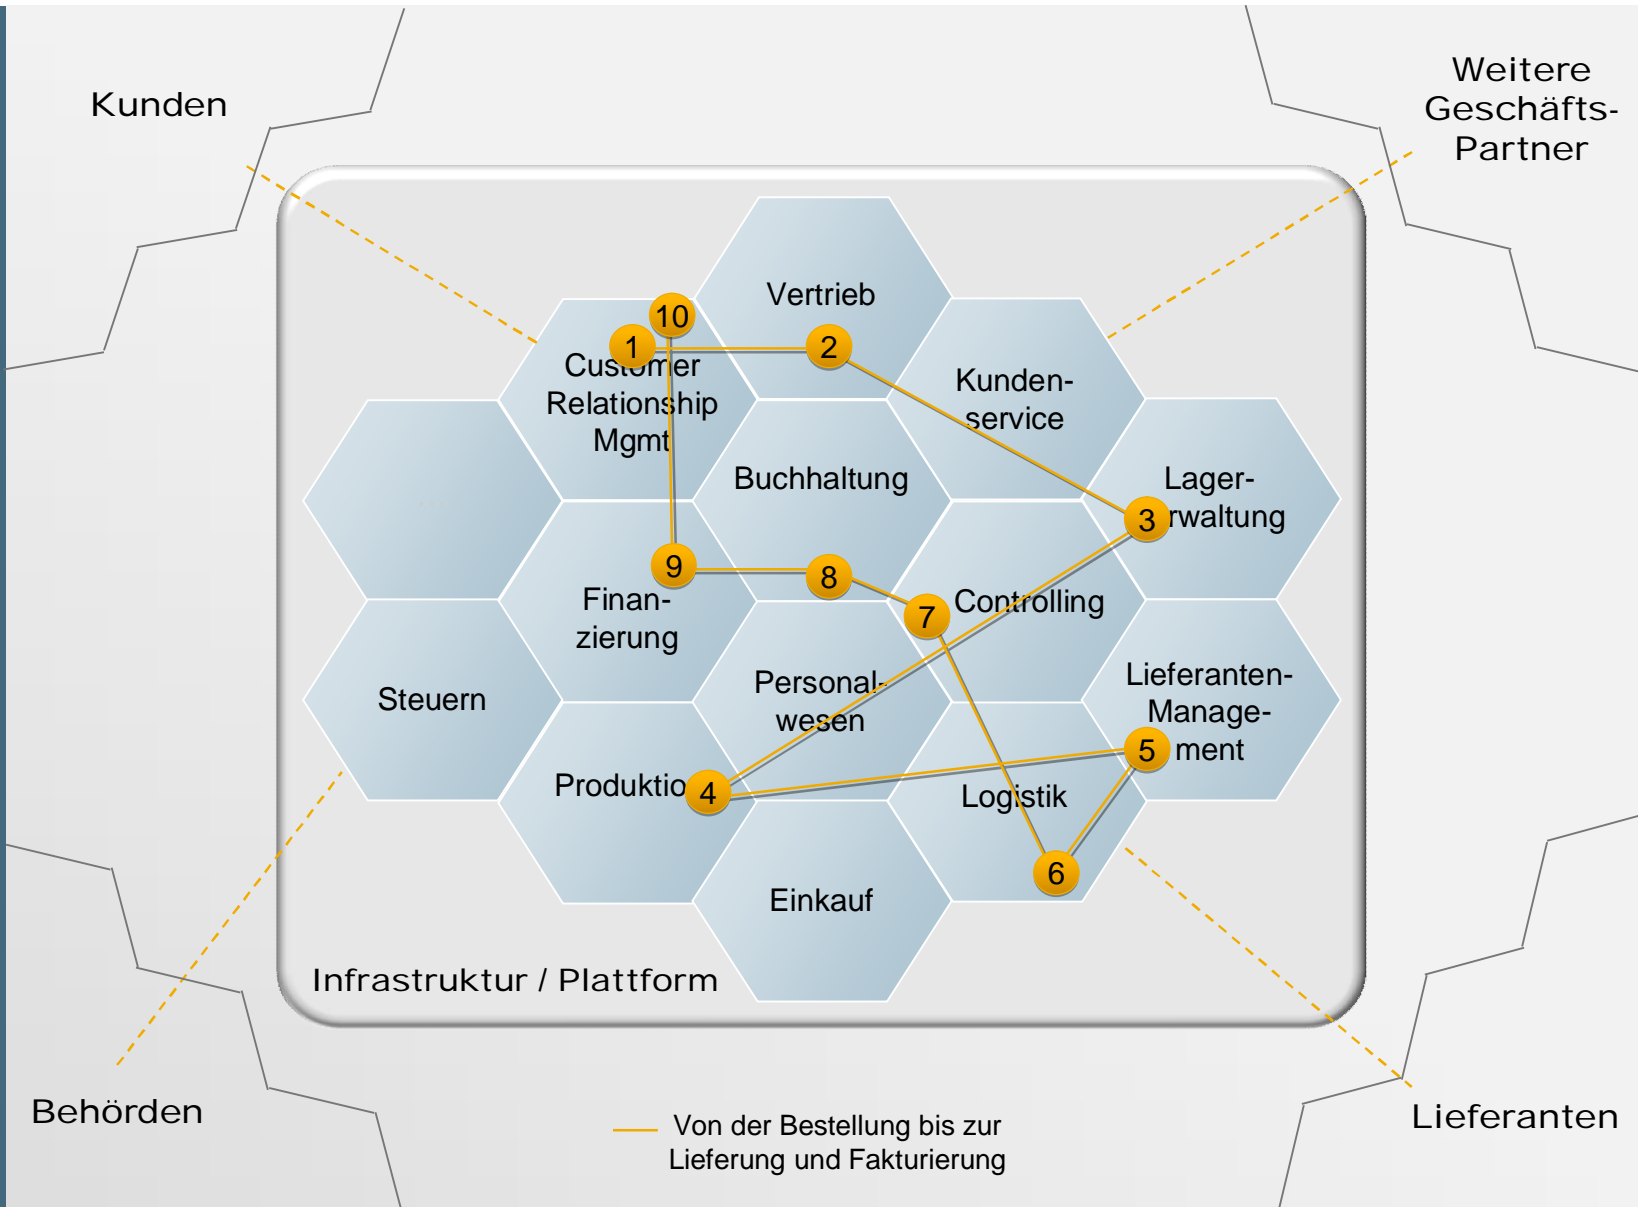 Kunden
Weitere
Geschäfts-
Partner
Vertrieb
10
1
2
Customer
Relationship
Mgmt
Kunden-
service
Buchhaltung
Lager-
3
rwaltung
9
8
Finan-
zierung
7
Controlling
Steuern
Personal-
wesen
Lieferanten-
Manage-
5
ment
Produktio
4
Logistik
6
Einkauf
Infrastruktur / Plattform
Behörden
Lieferanten
Von der Bestellung bis zur
Lieferung und Fakturierung